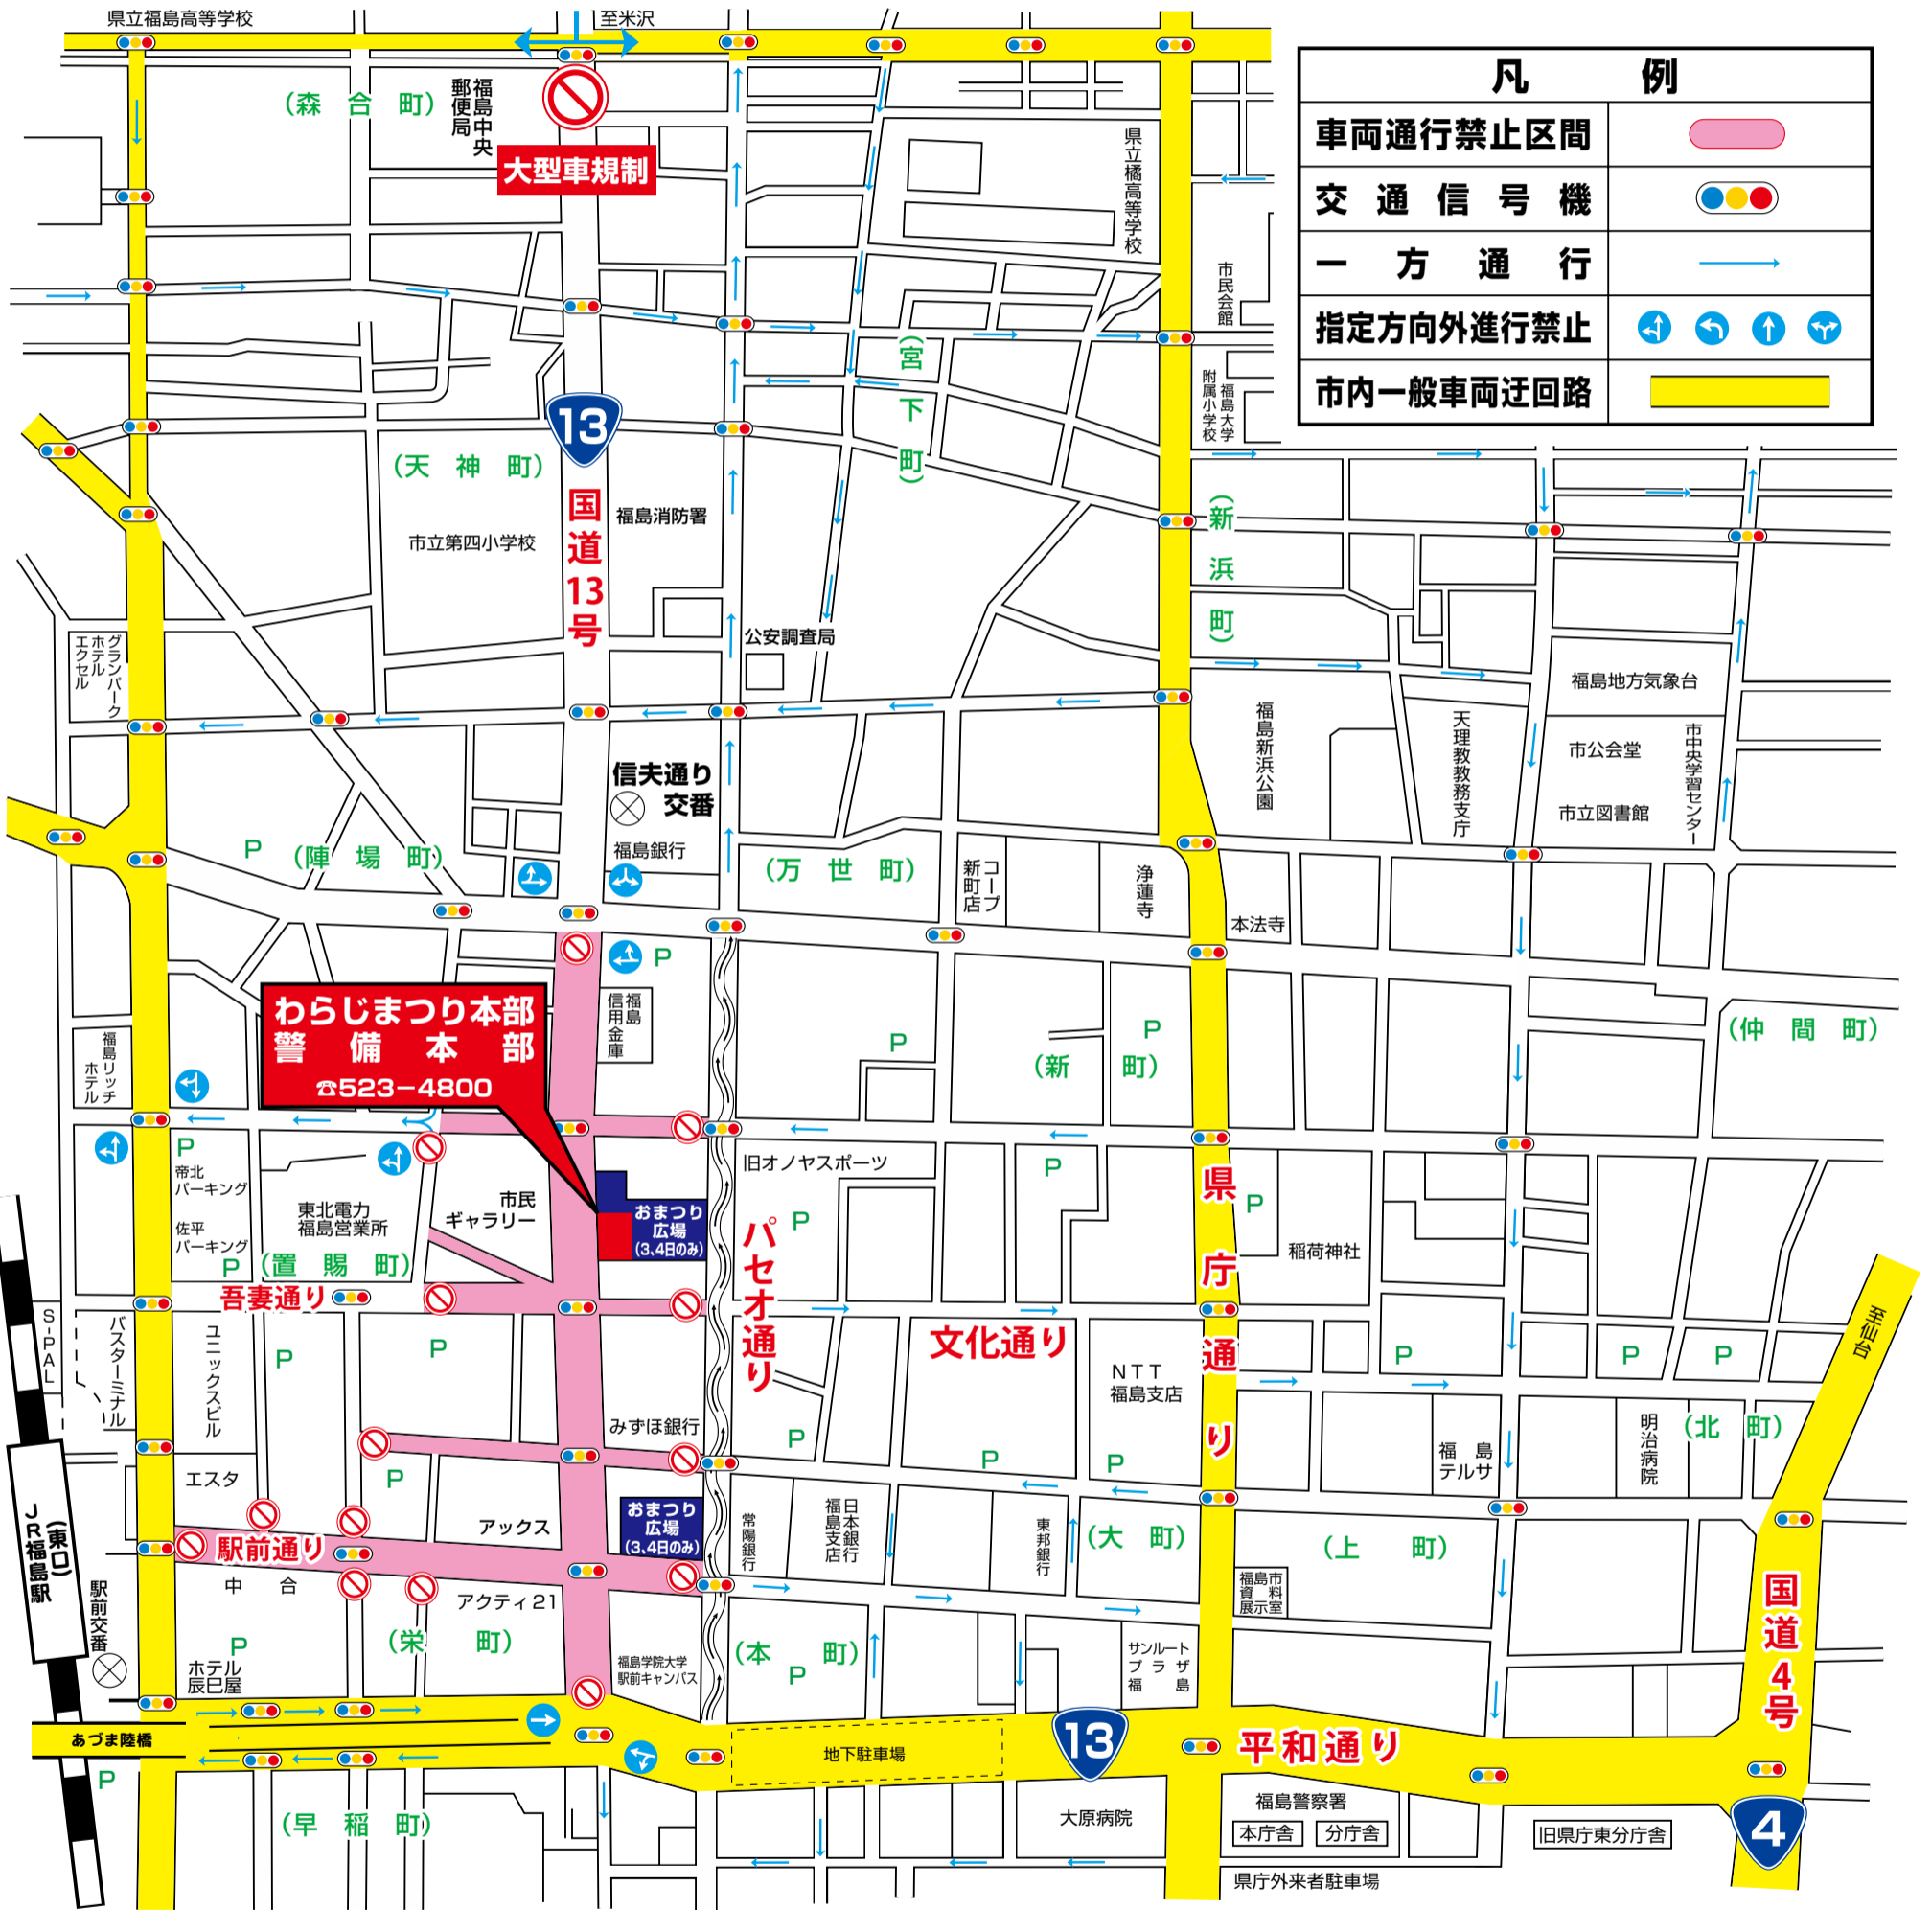 県立福島高等学校
至米沢
(森合町)
福島中央
郵便局
大型車規制
県立橘高等学校
市民会館
福島大学
附属小学校
凡例
車両通行禁止区間
交通信号機
一方通行
指定方向外進行禁止
市内一般車両迂回路
(宮下町)
13
国道13号
(天神町)
市立第四小学校
福島消防署
公安調査局
(新浜町)
グランパーク
ホテル
エクセル
福島地方気象台
福島新浜公園
天理教教務支庁
市公会堂
市立図書館
市中央学習センター
信夫通り
交番
福島銀行
P
(陣場町)
(万世町)
コープ
新町店
浄蓮寺
本法寺
P
福島
信用金庫
わらじまつり本部
警備本部
☎523-4800
福島リッチ
ホテル
P
P
(新町)
(仲間町)
P
帝北
パーキング
佐平
パーキング
P
東北電力
福島営業所
(置賜町)
市民
ギャラリー
おまつり
広場
(3、4日のみ)
旧オノヤスポーツ
P
P
パセオ通り
県庁通り
P
稲荷神社
吾妻通り
S-PAL
バスターミナル
ユニックスビル
P
P
文化通り
NTT
福島支店
P
P
P
至仙台
みずほ銀行
P
P
P
P
エスタ
アックス
おまつり
広場
(3、4日のみ)
常陽銀行
日本銀行
福島支店
東邦銀行
(大町)
福島
テルサ
明治病院
(北町)
(上町)
JR福島駅
(東口)
駅前通り
中合
駅前交番
アクティ21
P
(栄町)
ホテル
辰巳屋
福島学院大学
駅前キャンパス
(本町)
P
福島市
資料
展示室
サンルート
プラザ
福島
国道4号
あづま陸橋
P
地下駐車場
13
平和通り
(早稲町)
大原病院
福島警察署
本庁舎
分庁舎
旧県庁東分庁舎
4
県庁外来者駐車場